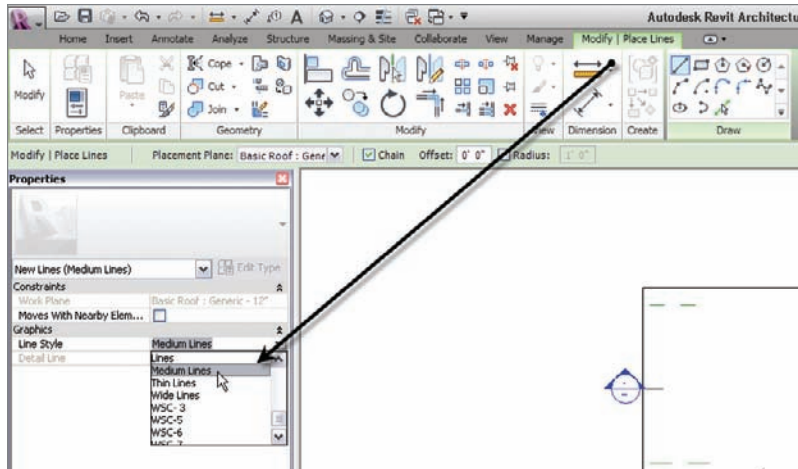 Autodesk Revit Architectu
Home Insert Annotate Analyze Structure Massing & Site Collaborate View Manage Modify | Place Lines
Modify Paste Cope Cut Join
Select Properties Clipboard Geometry Modify View Dimension Create Draw
Modify | Place Lines Placement Plane: Basic Roof : Gener Chain Offset: 0' 0" Radius: 1' 0"
Properties
New Lines (Medium Lines) Edit Type
Constraints
Work Plane Basic Roof : Generic - 12"
Moves With Nearby Elem...
Graphics
Line Style Medium Lines
Detail Line Lines
Medium Lines
Thin Lines
Wide Lines
WSC- 3
WSC-5
WSC-6
WSC-7